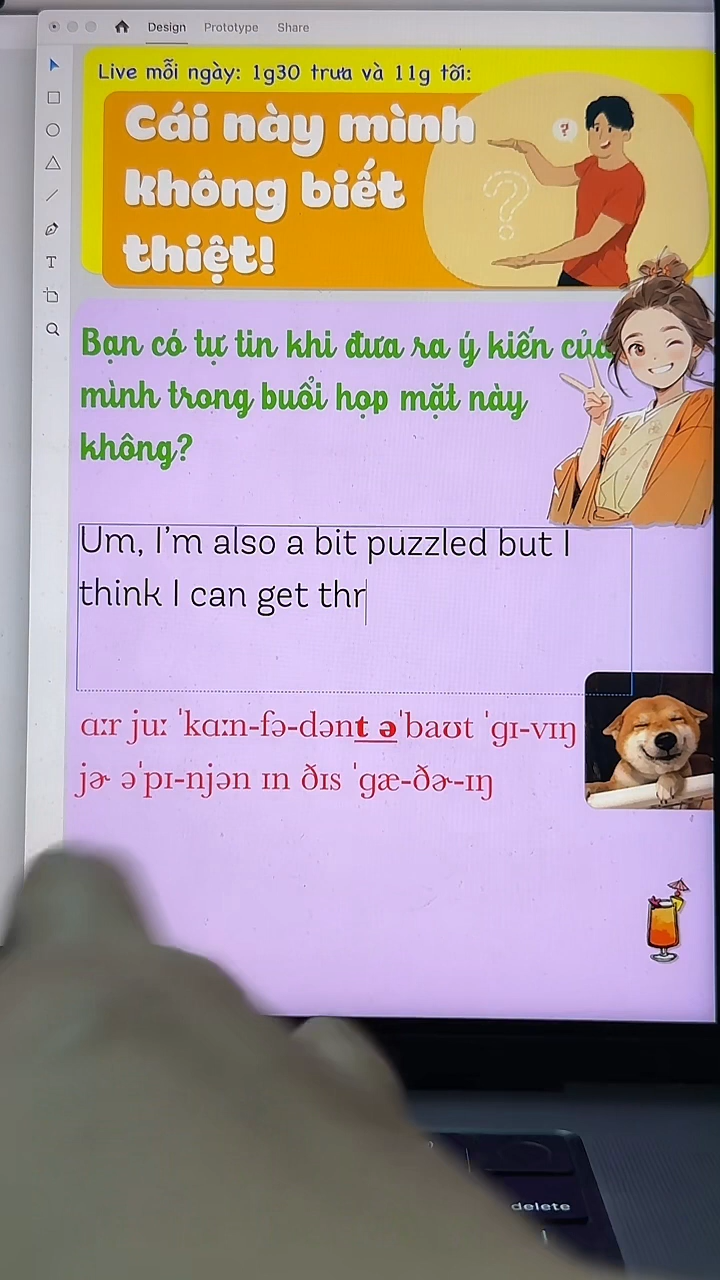 Design Prototype Share
Live mỗi ngày: 1g30 trưa và 11g tối:
Cái này mình
không biết
thiệt!
?
Bạn có tự tin khi đưa ra ý kiến của
mình trong buổi họp mặt này
không?
Um, I'm also a bit puzzled but I
think I can get thr
T
ɑːr juː ˈkɑːn-fə-dənt əˈbaʊt ˈgɪ-vɪŋ
jɚ əˈpɪ-njən ɪn ðɪs ˈgæ-ðɚ-ɪŋ
delete